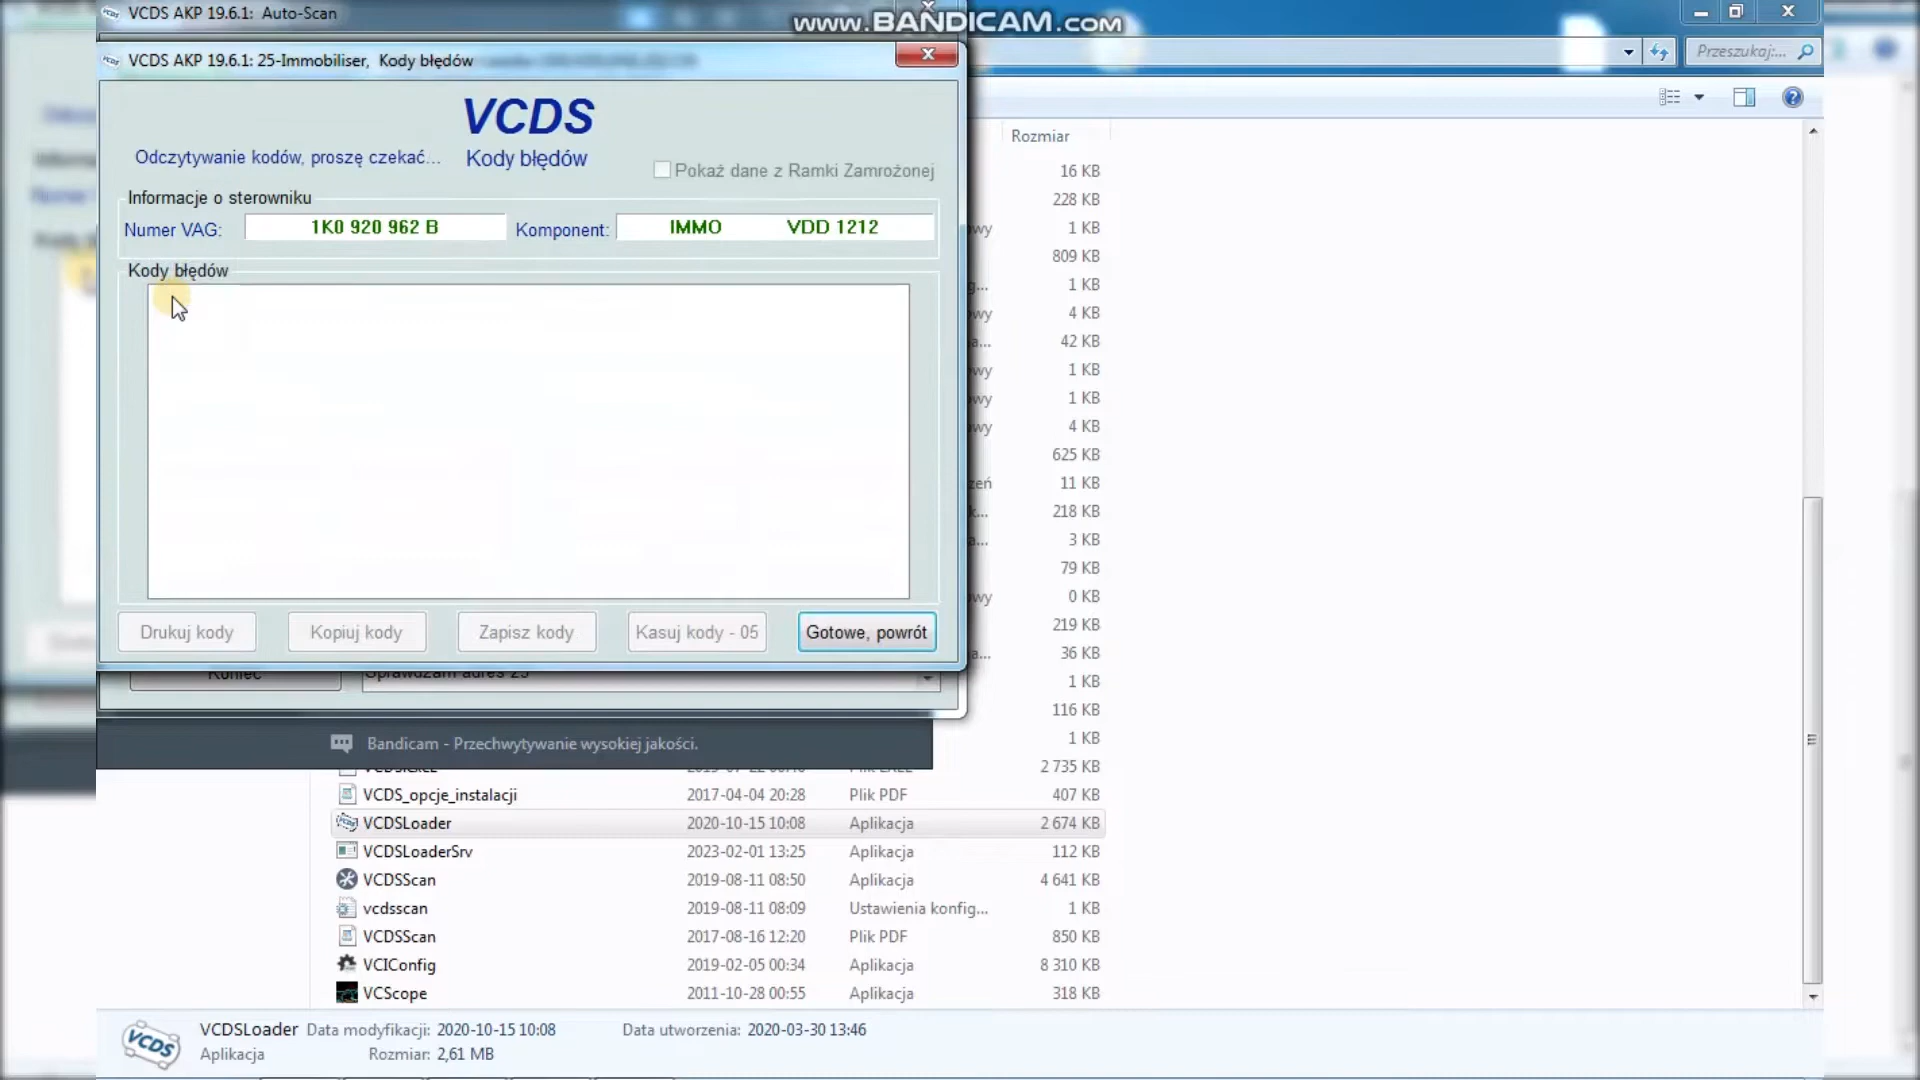 VCDS AKP 19.6.1: Auto-Scan
www.BANDICAM.com
VCDS AKP 19.6.1: 25-Immobiliser, Kody błędów
Przeszukaj:...
VCDS
Odczytywanie kodów, proszę czekać...
Kody błędów
Pokaż dane z Ramki Zamrożonej
Informacje o sterowniku
Numer VAG:
1K0 920 962 B
Komponent:
IMMO VDD 1212
Kody błędów
Drukuj kody
Kopiuj kody
Zapisz kody
Kasuj kody - 05
Gotowe, powrót
Koniec
Sprawdzam adres 25
Bandicam - Przechwytywanie wysokiej jakości.
Rozmiar
16 KB
228 KB
1 KB
809 KB
1 KB
4 KB
42 KB
1 KB
1 KB
4 KB
625 KB
11 KB
218 KB
3 KB
79 KB
0 KB
219 KB
36 KB
1 KB
116 KB
1 KB
2 735 KB
VCDS_opcje_instalacji 2017-04-04 20:28 Plik PDF 407 KB
VCDSLoader 2020-10-15 10:08 Aplikacja 2 674 KB
VCDSLoaderSrv 2023-02-01 13:25 Aplikacja 112 KB
VCDSScan 2019-08-11 08:50 Aplikacja 4 641 KB
vcdsscan 2019-08-11 08:09 Ustawienia konfig... 1 KB
VCDSScan 2017-08-16 12:20 Plik PDF 850 KB
VCIConfig 2019-02-05 00:34 Aplikacja 8 310 KB
VCScope 2011-10-28 00:55 Aplikacja 318 KB
VCDS
VCDSLoader Data modyfikacji: 2020-10-15 10:08 Data utworzenia: 2020-03-30 13:46
Aplikacja Rozmiar: 2,61 MB